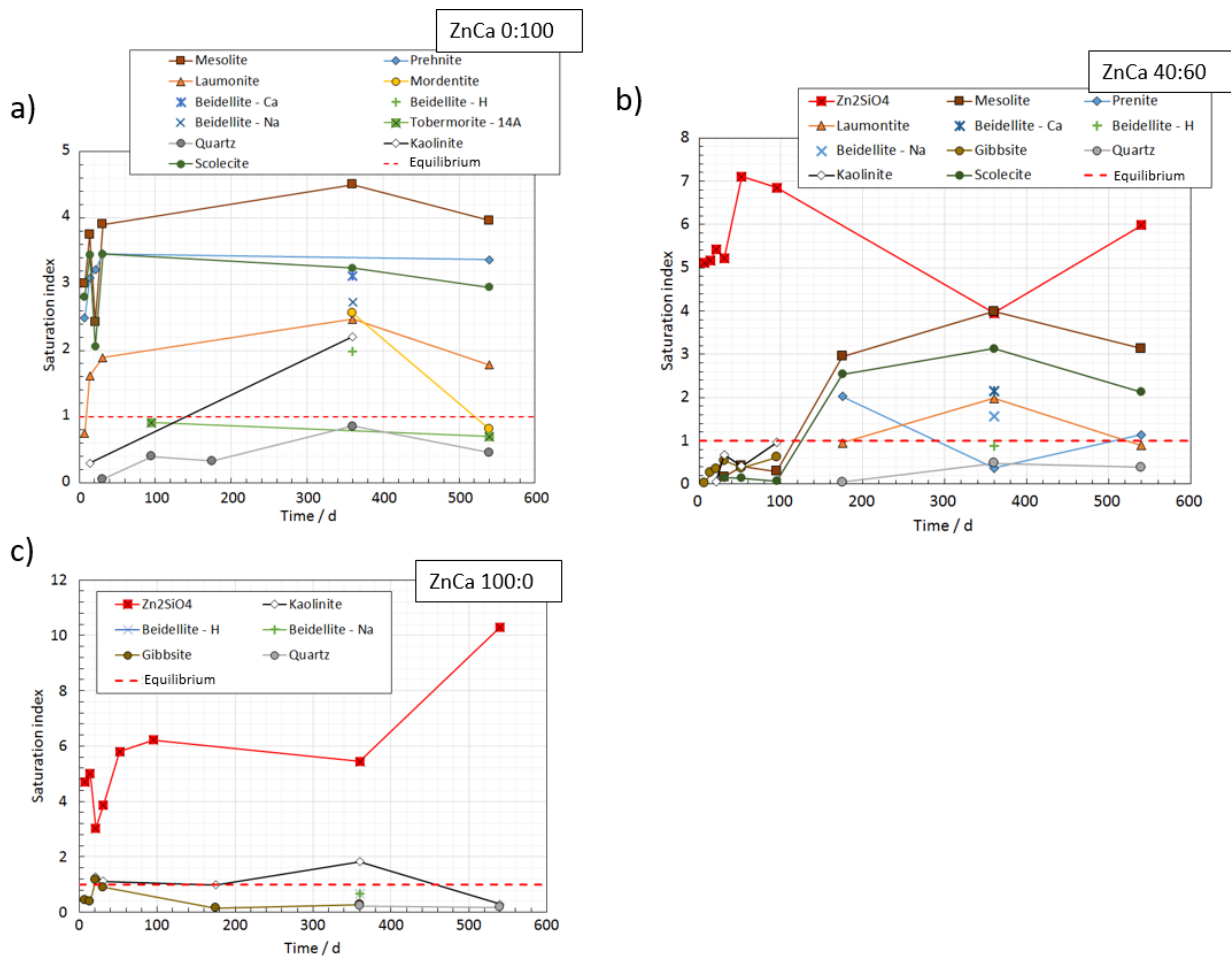 ZnCa 0:100
a)
Mesolite
Prehnite
Laumonite
Mordentite
Beidellite - Ca
Beidellite - H
Beidellite - Na
Tobermorite - 14A
Quartz
Kaolinite
Scolecite
Equilibrium
5
4
3
2
1
0
Saturation index
0 100 200 300 400 500 600
Time / d
ZnCa 40:60
b)
Zn2SiO4
Mesolite
Prenite
Laumontite
Beidellite - Ca
Beidellite - H
Beidellite - Na
Gibbsite
Quartz
Kaolinite
Scolecite
Equilibrium
8
7
6
5
4
3
2
1
0
Saturation index
0 100 200 300 400 500 600
Time / d
c)
ZnCa 100:0
Zn2SiO4
Kaolinite
Beidellite - H
Beidellite - Na
Gibbsite
Quartz
Equilibrium
12
10
8
6
4
2
0
Saturation index
0 100 200 300 400 500 600
Time / d